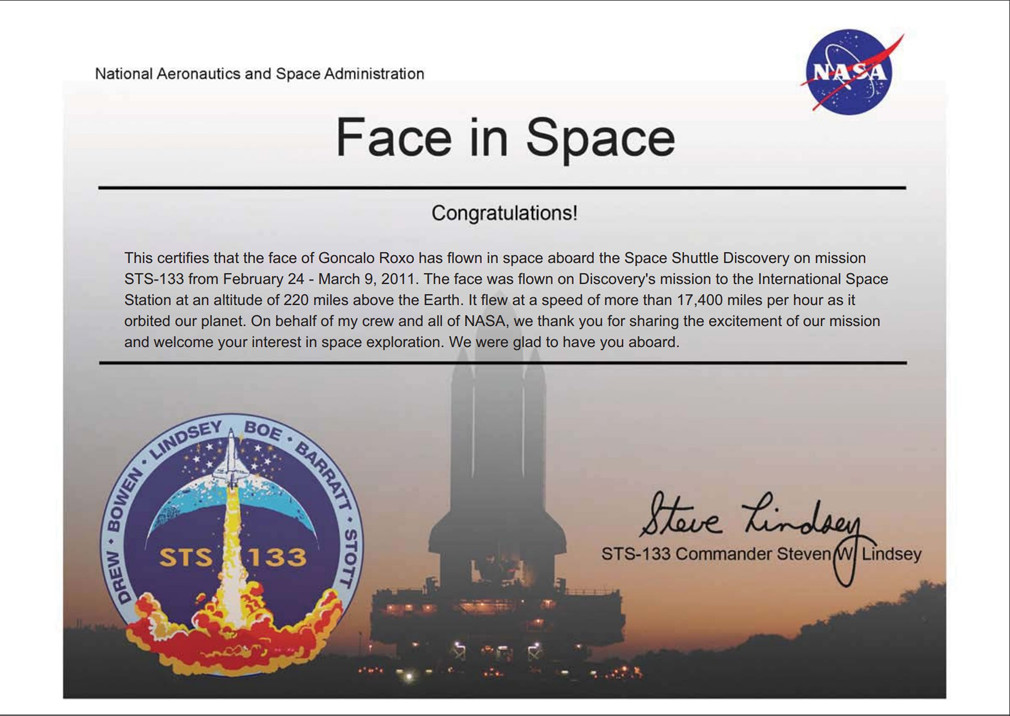 National Aeronautics and Space Administration
NASA
Face in Space
Congratulations!
This certifies that the face of Goncalo Roxo has flown in space aboard the Space Shuttle Discovery on mission
STS-133 from February 24 - March 9, 2011. The face was flown on Discovery's mission to the International Space
Station at an altitude of 220 miles above the Earth. It flew at a speed of more than 17,400 miles per hour as it
orbited our planet. On behalf of my crew and all of NASA, we thank you for sharing the excitement of our mission
and welcome your interest in space exploration. We were glad to have you aboard.
DREW • BOWEN • LINDSEY BOE • BARRATT • STOTT
STS 133
Steve Lindsey
STS-133 Commander Steven W Lindsey